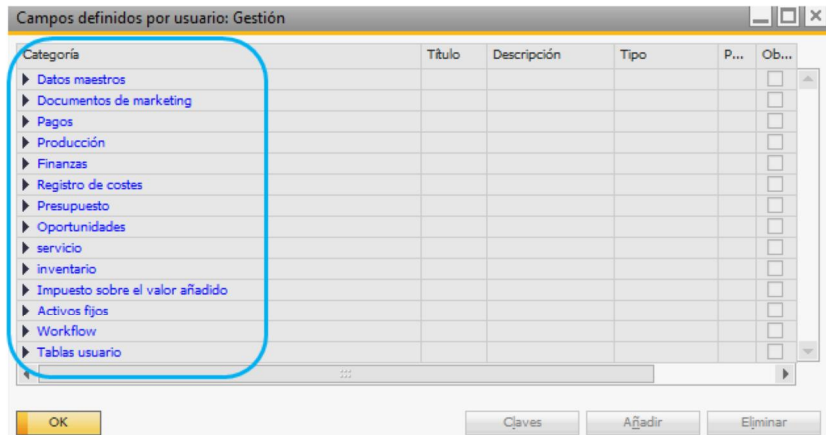 Campos definidos por usuario: Gestión
Categoría Título Descripción Tipo P... Ob...
Datos maestros
Documentos de marketing
Pagos
Producción
Finanzas
Registro de costes
Presupuesto
Oportunidades
servicio
inventario
Impuesto sobre el valor añadido
Activos fijos
Workflow
Tablas usuario
OK Claves Añadir Eliminar